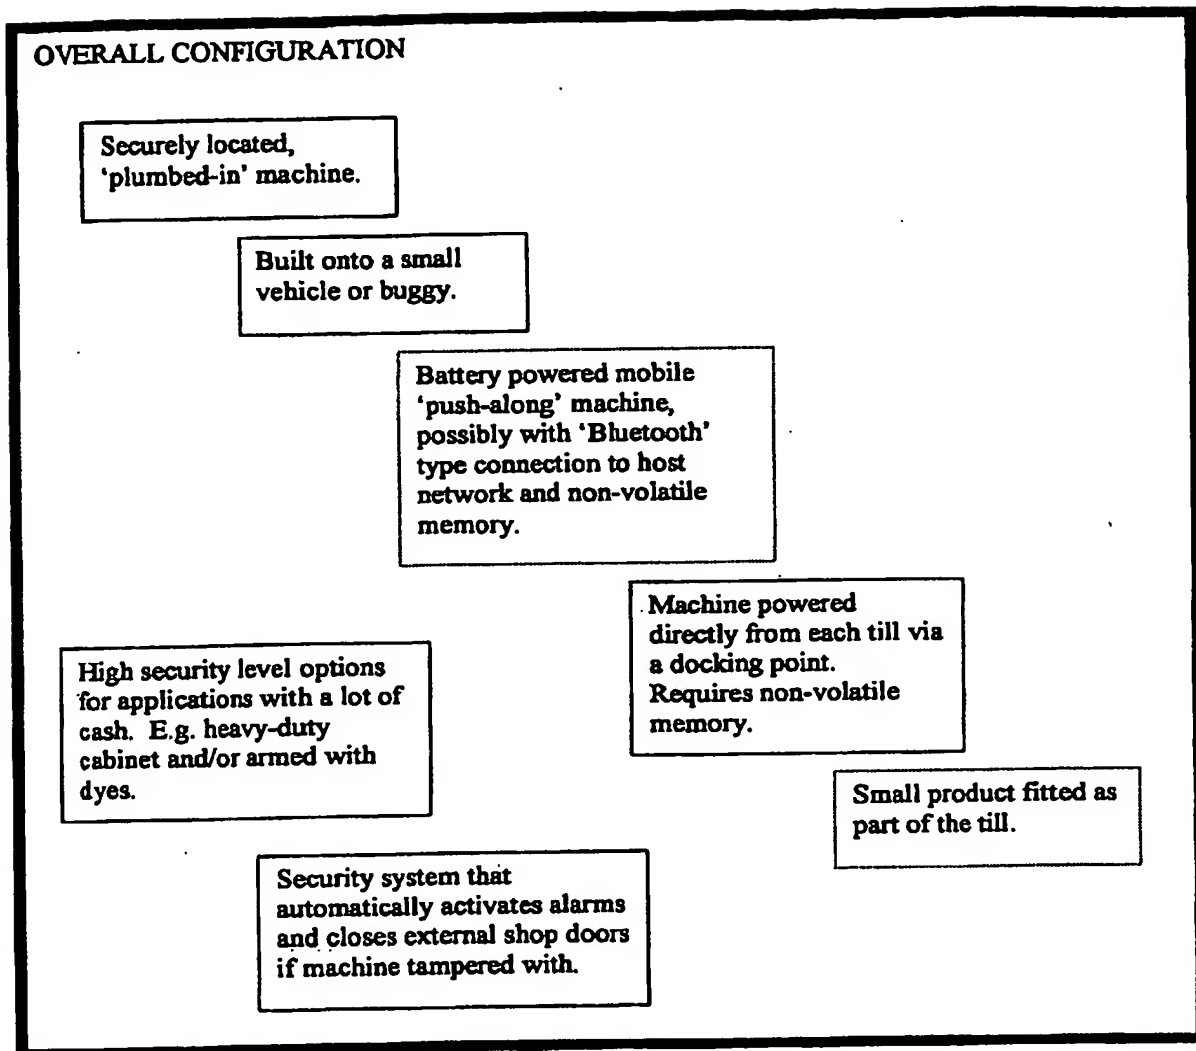 OVERALL CONFIGURATION
Securely located,
‘plumbed-in’ machine.
Built onto a small
vehicle or buggy.
Battery powered mobile
‘push-along’ machine,
possibly with ‘Bluetooth’
type connection to host
network and non-volatile
memory.
Machine powered
directly from each till via
a docking point.
Requires non-volatile
memory.
High security level options
for applications with a lot of
cash. E.g. heavy-duty
cabinet and/or armed with
dyes.
Small product fitted as
part of the till.
Security system that
automatically activates alarms
and closes external shop doors
if machine tampered with.